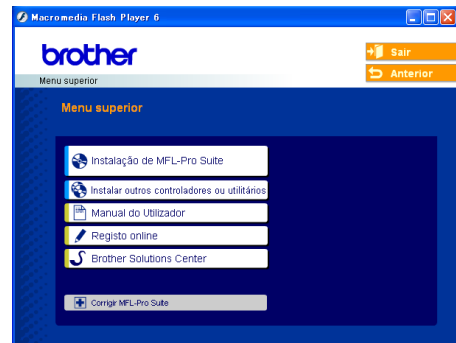 Macromedia Flash Player 6
brother
Sair
Anterior
Menu superior
Menu superior
Instalação de MFL-Pro Suite
Instalar outros controladores ou utilitários
Manual do Utilizador
Registo online
Brother Solutions Center
Corrigir MFL-Pro Suite